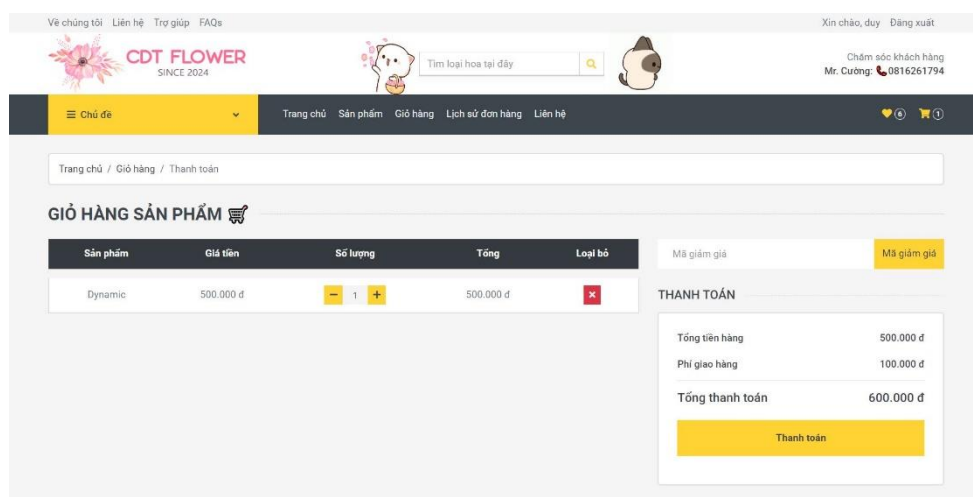 Về chúng tôi Liên hệ Trợ giúp FAQs Xin chào, duy Đăng xuất
CDT FLOWER
SINCE 2024
Tìm loại hoa tại đây
Chăm sóc khách hàng
Mr. Cường: 0816261794
Chủ đề Trang chủ Sản phẩm Giỏ hàng Lịch sử đơn hàng Liên hệ 6 1
Trang chủ / Giỏ hàng / Thanh toán
GIỎ HÀNG SẢN PHẨM
Sản phẩm Giá tiền Số lượng Tổng Loại bỏ
Dynamic 500.000 đ − 1 + 500.000 đ ×
Mã giảm giá Mã giảm giá
THANH TOÁN
Tổng tiền hàng 500.000 đ
Phí giao hàng 100.000 đ
Tổng thanh toán 600.000 đ
Thanh toán